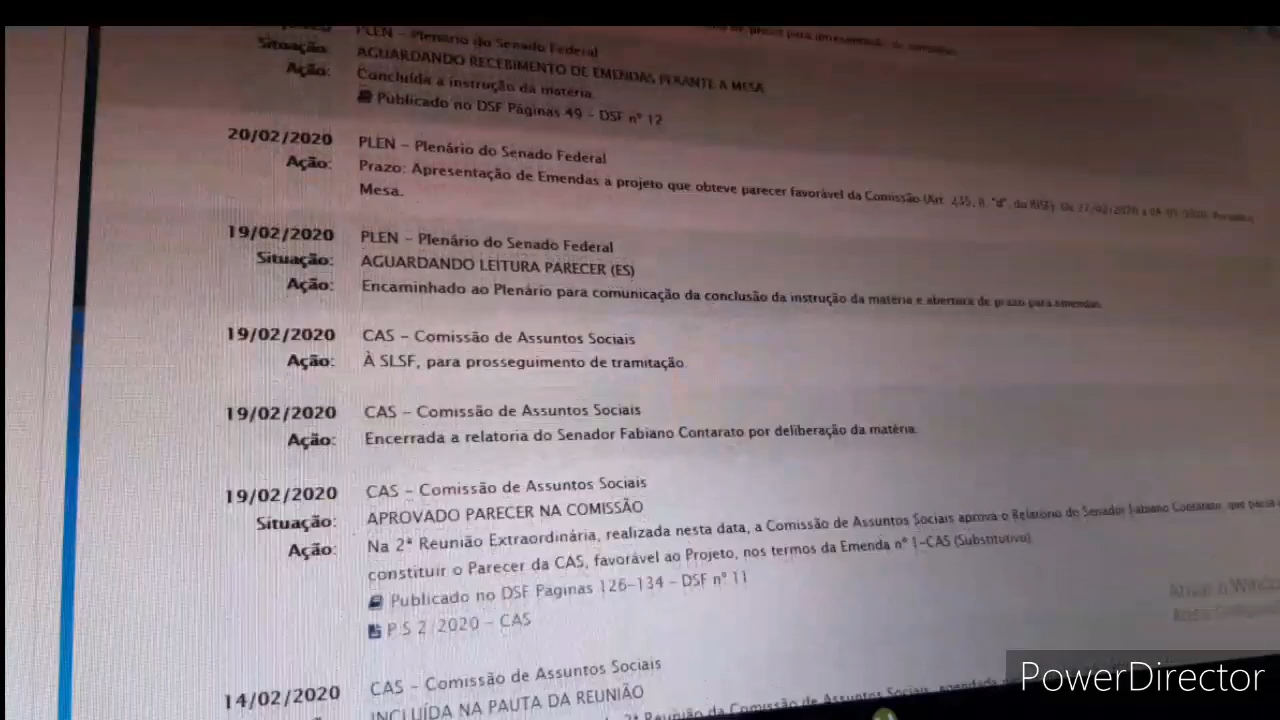 PLEN - Plenário do Senado Federal
Situação: AGUARDANDO RECEBIMENTO DE EMENDAS PERANTE A MESA
Ação: Concluída a instrução da matéria.
Publicado no DSF Páginas 49 - DSF nº 12
20/02/2020 PLEN - Plenário do Senado Federal
Ação: Prazo: Apresentação de Emendas a projeto que obteve parecer favorável da Comissão (Art.
Mesa.
19/02/2020 PLEN - Plenário do Senado Federal
Situação: AGUARDANDO LEITURA PARECER (ES)
Ação: Encaminhado ao Plenário para comunicação da conclusão da instrução da matéria e abertura de prazo para emendas.
19/02/2020 CAS - Comissão de Assuntos Sociais
Ação: À SLSF, para prosseguimento de tramitação.
19/02/2020 CAS - Comissão de Assuntos Sociais
Ação: Encerrada a relatoria do Senador Fabiano Contarato por deliberação da matéria.
19/02/2020 CAS - Comissão de Assuntos Sociais
Situação: APROVADO PARECER NA COMISSÃO
Ação: Na 2ª Reunião Extraordinária, realizada nesta data, a Comissão de Assuntos Sociais aprova o Relatório do Senador Fabiano Contarato, que passa a
constituir o Parecer da CAS, favorável ao Projeto, nos termos da Emenda nº 1-CAS (Substitutivo).
Publicado no DSF Páginas 126-134 - DSF nº 11
P.S 2/2020 - CAS
14/02/2020 CAS - Comissão de Assuntos Sociais
INCLUÍDA NA PAUTA DA REUNIÃO
2ª Reunião da Comissão de Assuntos Sociais, agendada
PowerDirector